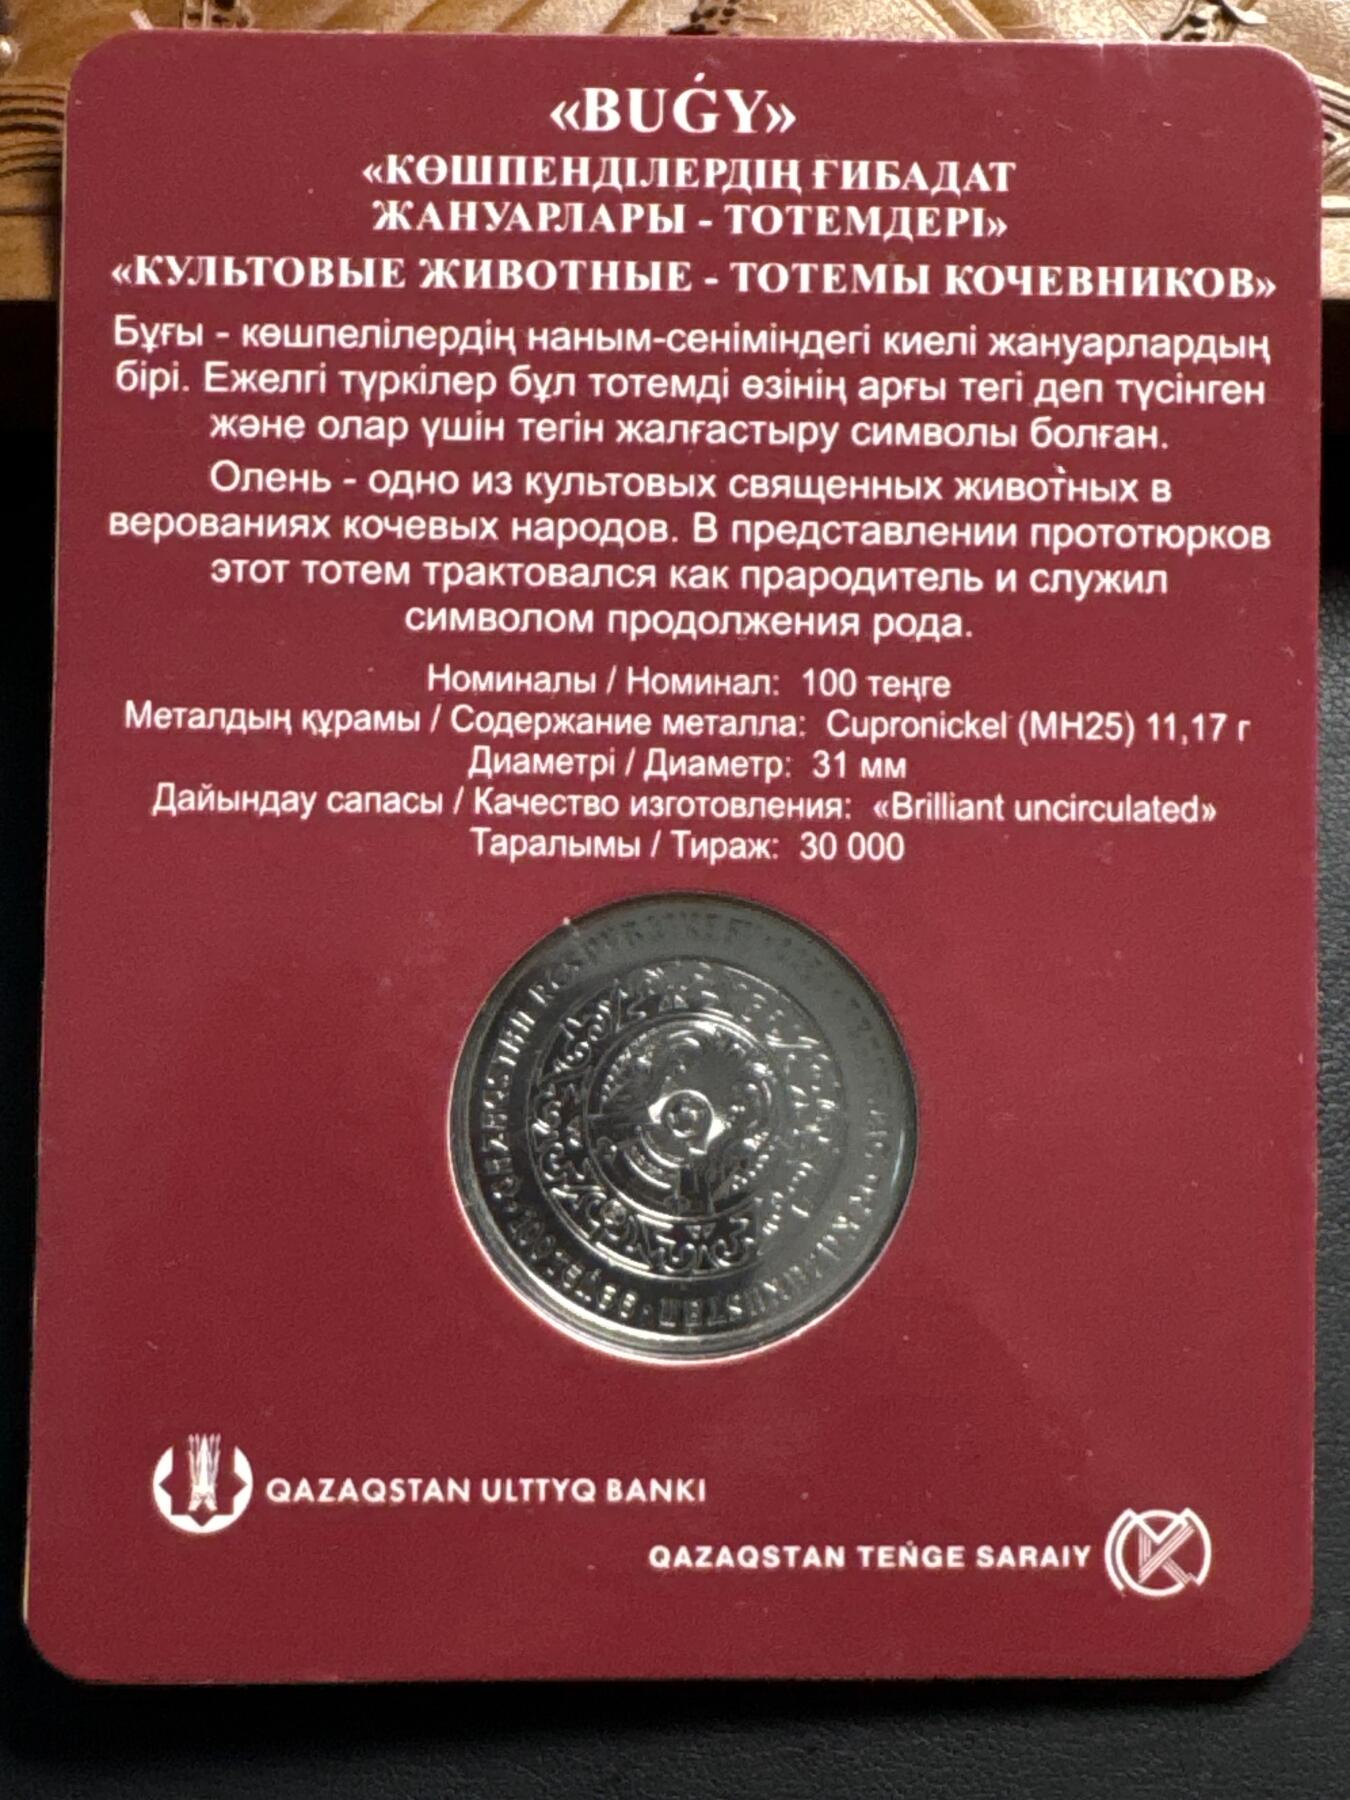 «BUǴY»
«КӨШПЕНДІЛЕРДІҢ ҒИБАДАТ
ЖАНУАРЛАРЫ - ТОТЕМДЕРІ»
«КУЛЬТОВЫЕ ЖИВОТНЫЕ - ТОТЕМЫ КОЧЕВНИКОВ»
Бұғы - көшпелілердің наным-сеніміндегі киелі жануарлардың
бірі. Ежелгі түркілер бұл тотемді өзінің арғы тегі деп түсінген
және олар үшін тегін жалғастыру символы болған.
Олень - одно из культовых священных животных в
верованиях кочевых народов. В представлении прототюрков
этот тотем трактовался как прародитель и служил
символом продолжения рода.
Номиналы / Номинал: 100 теңге
Металдың құрамы / Содержание металла: Cupronickel (МН25) 11,17 г
Диаметрі / Диаметр: 31 мм
Дайындау сапасы / Качество изготовления: «Brilliant uncirculated»
Таралымы / Тираж: 30 000
100
QAZAQSTAN ULTTYQ BANKI
QAZAQSTAN TEŃGE SARAIY